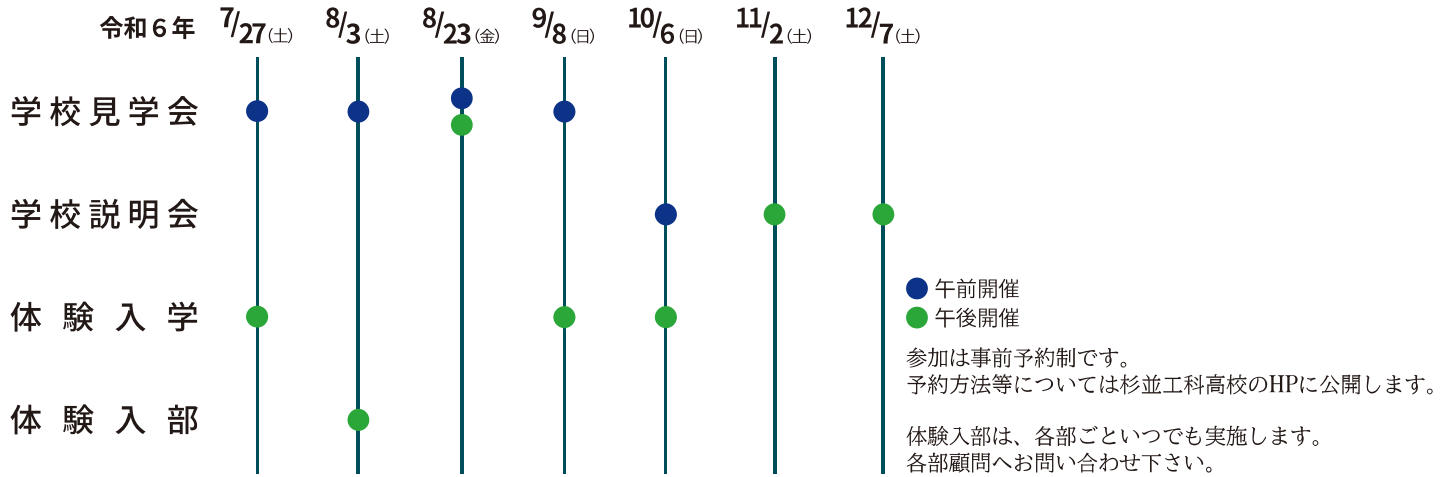 令和６年 7/27(土) 8/3(土) 8/23(金) 9/8(日) 10/6(日) 11/2(土) 12/7(土)
学校見学会
学校説明会
体験入学
体験入部
午前開催
午後開催
参加は事前予約制です。
予約方法等については杉並工科高校のHPに公開します。
体験入部は、各部ごといつでも実施します。
各部顧問へお問い合わせ下さい。